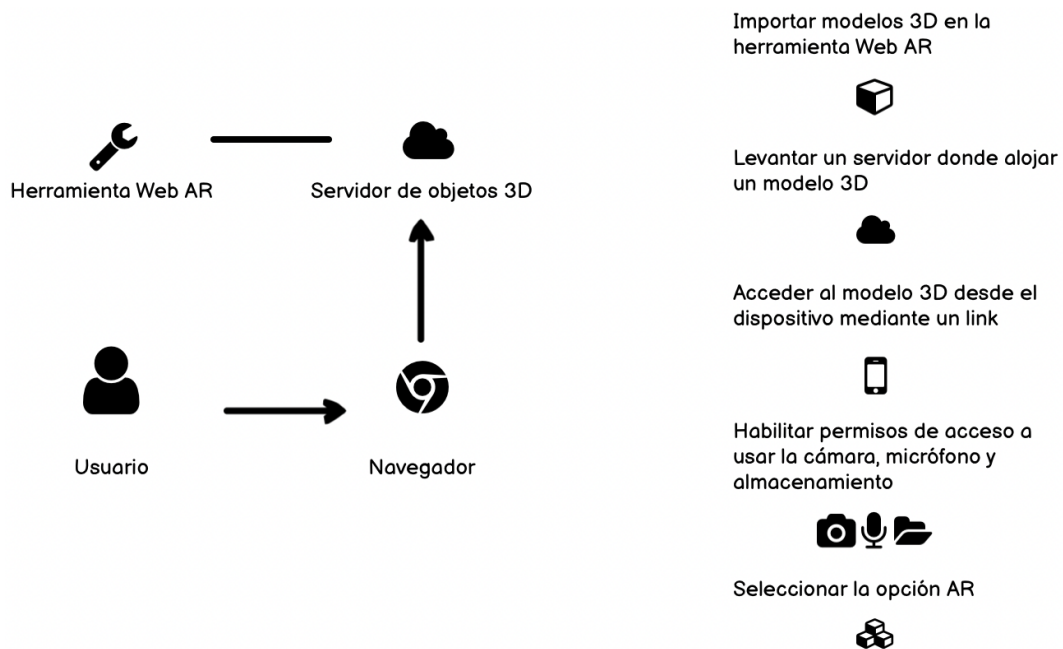 Herramienta Web AR
Servidor de objetos 3D
Usuario
Navegador
Importar modelos 3D en la
herramienta Web AR
Levantar un servidor donde alojar
un modelo 3D
Acceder al modelo 3D desde el
dispositivo mediante un link
Habilitar permisos de acceso a
usar la cámara, micrófono y
almacenamiento
Seleccionar la opción AR